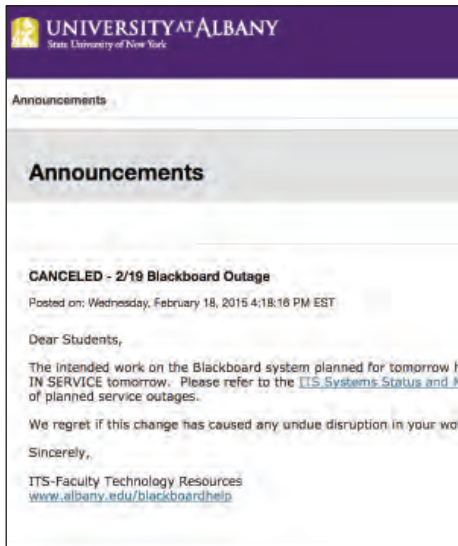 UNIVERSITY AT ALBANY
State University of New York
Announcements
Announcements
CANCELED - 2/19 Blackboard Outage
Posted on: Wednesday, February 18, 2015 4:18:16 PM EST
Dear Students,
The intended work on the Blackboard system planned for tomorrow
IN SERVICE tomorrow. Please refer to the ITS Systems Status and
of planned service outages.
We regret if this change has caused any undue disruption in your
Sincerely,
ITS-Faculty Technology Resources
www.albany.edu/blackboardhelp